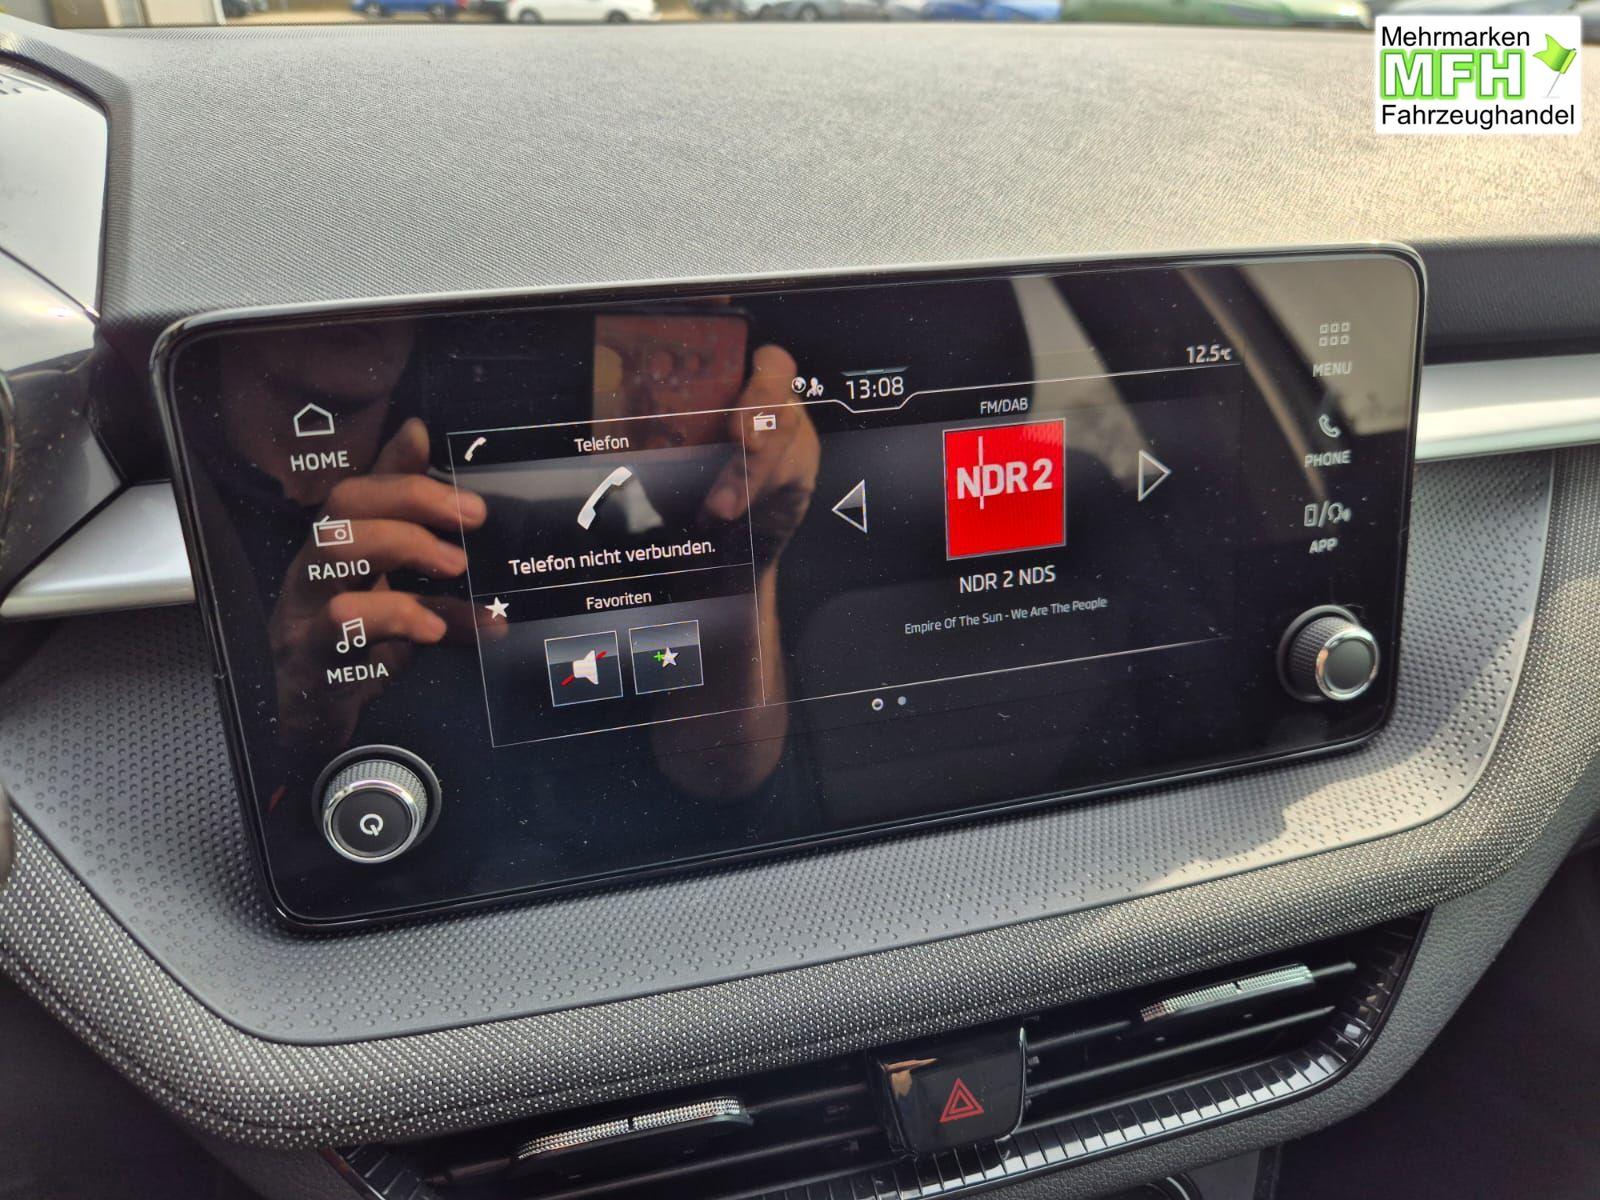 Mehrmarken
MFH
Fahrzeughandel
12.5°C
13:08
MENU
HOME
Telefon
FM/DAB
NDR 2
PHONE
RADIO
Telefon nicht verbunden.
NDR 2 NDS
APP
Favoriten
Empire Of The Sun - We Are The People
MEDIA